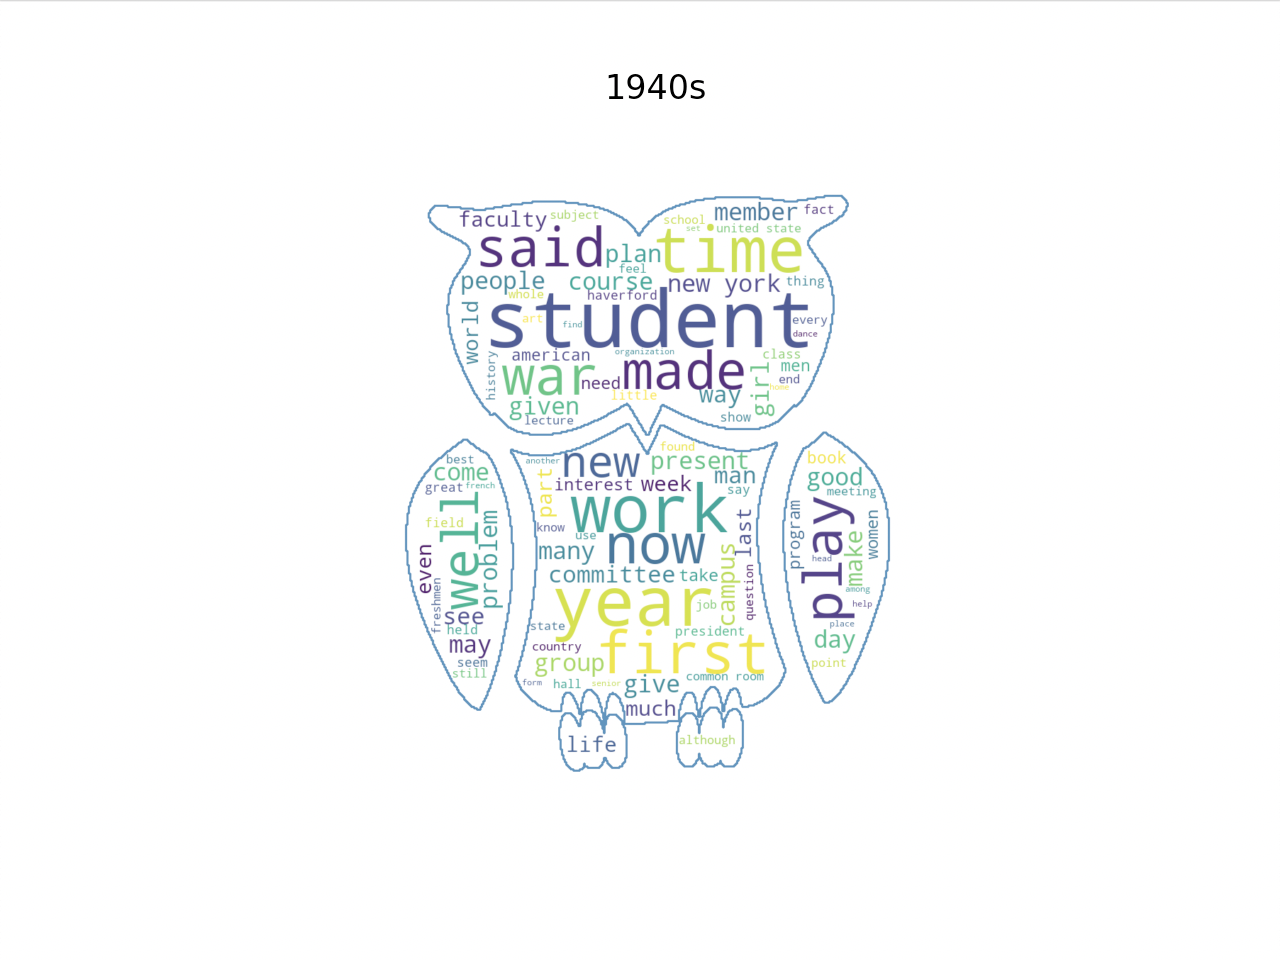 1940s
faculty
subject
school
member
fact
set
united state
said
plan
time
feel
people
course
new york
thing
whole
haverford
student
world
art
find
every
dance
american
organization
class
history
war
need
made
men
girl
end
home
little
way
given
lecture
show
best
come
great
french
field
well
problem
even
freshmen
see
held
may
seem
still
another
new
found
present
part
interest
week
man
say
work
last
know
use
now
many
committee
take
campus
question
year
job
state
president
country
group
first
form
hall
senior
give
common room
much
life
although
book
good
meeting
program
play
women
make
head
among
help
place
day
point